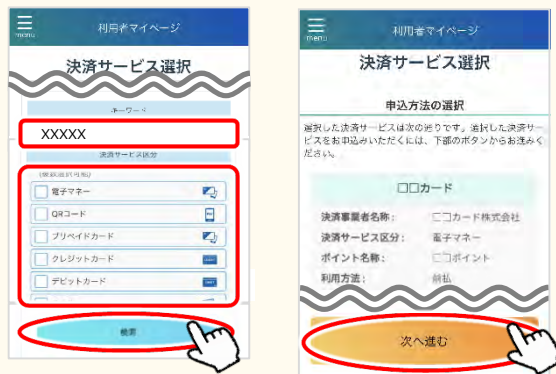 menu
利用者マイページ
決済サービス選択
キーワード
XXXXX
決済サービス区分
(複数選択可能)
電子マネー
QRコード
プリペイドカード
クレジットカード
デビットカード
検索
menu
利用者マイページ
決済サービス選択
申込方法の選択
選択した決済サービスは次の通りです。選択した決済サー
ビスをお申込みいただくには、下部のボタンからお進みく
ださい。
□□カード
決済事業者名称： □□カード株式会社
決済サービス区分： 電子マネー
ポイント名称： □□ポイント
利用方法： 前払
次へ進む